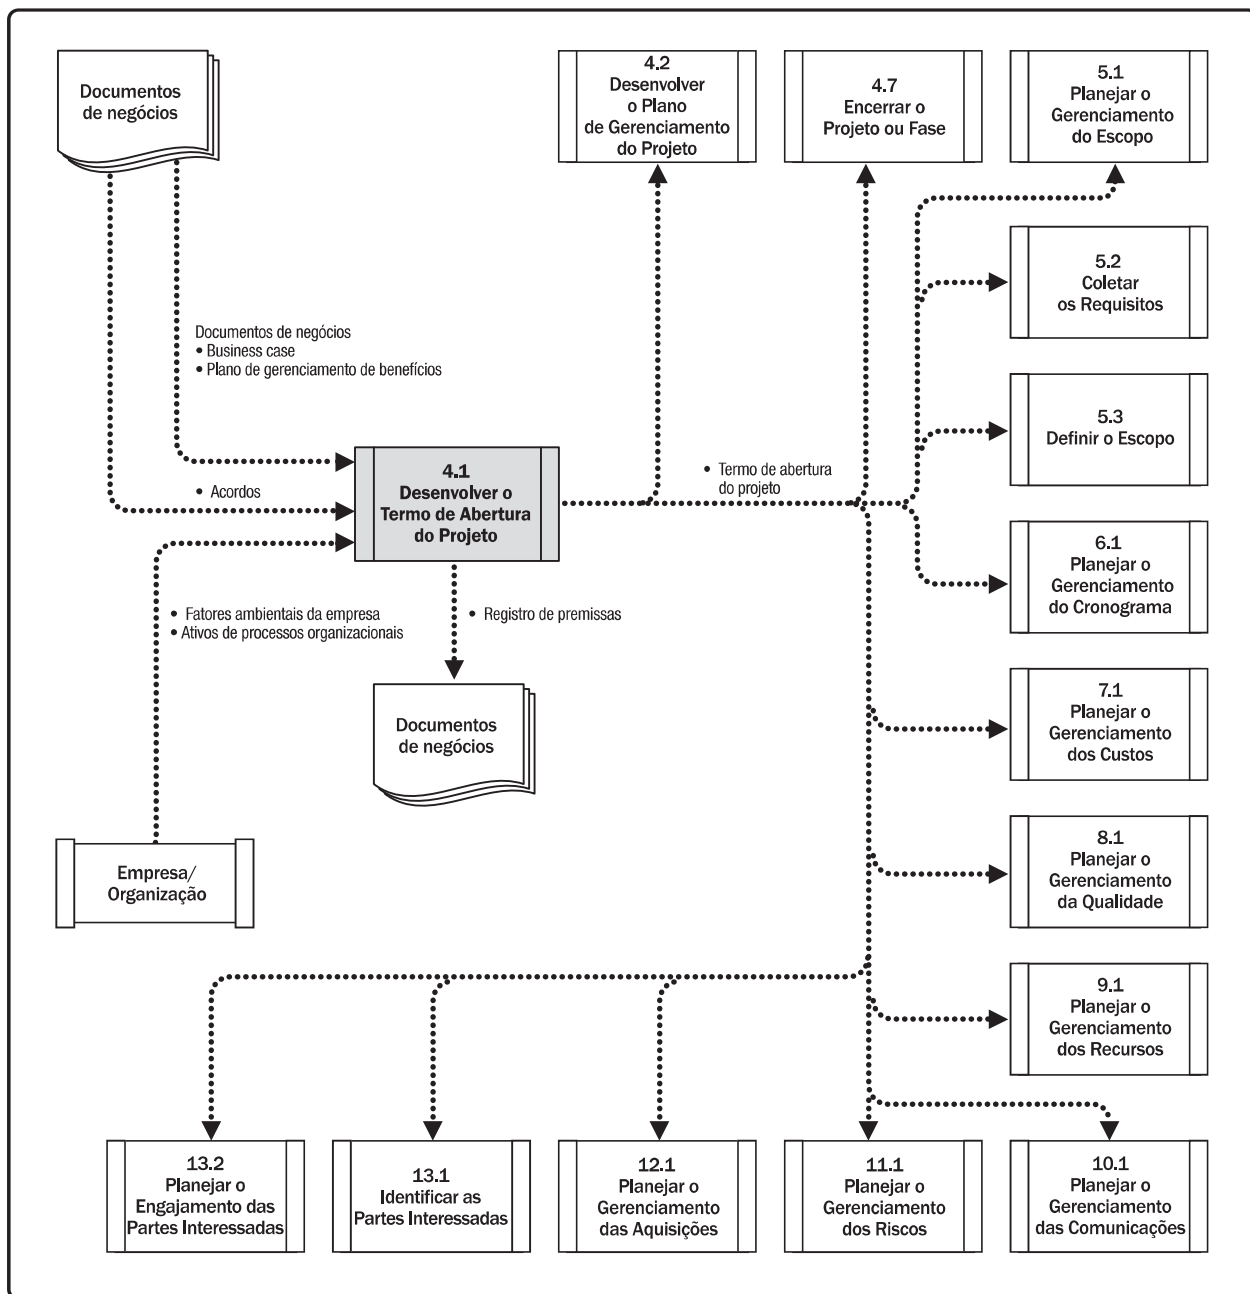 Documentos
de negócios
4.2
Desenvolver
o Plano
de Gerenciamento
do Projeto
4.7
Encerrar o
Projeto ou Fase
5.1
Planejar o
Gerenciamento
do Escopo
5.2
Coletar
os Requisitos
Documentos de negócios
• Business case
• Plano de gerenciamento de benefícios
5.3
Definir o Escopo
4.1
Desenvolver o
Termo de Abertura
do Projeto
• Termo de abertura
do projeto
• Acordos
6.1
Planejar o
Gerenciamento
do Cronograma
• Fatores ambientais da empresa
• Ativos de processos organizacionais
• Registro de premissas
Documentos
de negócios
7.1
Planejar o
Gerenciamento
dos Custos
Empresa/
Organização
8.1
Planejar o
Gerenciamento
da Qualidade
9.1
Planejar o
Gerenciamento
dos Recursos
13.2
Planejar o
Engajamento das
Partes Interessadas
13.1
Identificar as
Partes Interessadas
12.1
Planejar o
Gerenciamento
das Aquisições
11.1
Planejar o
Gerenciamento
dos Riscos
10.1
Planejar o
Gerenciamento
das Comunicações